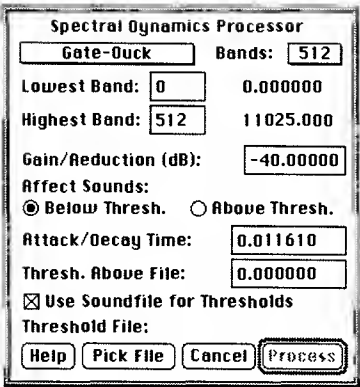 Spectral Dynamics Processor
Gate-Duck Bands: 512
Lowest Band: 0 0.000000
Highest Band: 512 11025.000
Gain/Reduction (dB): -40.00000
Affect Sounds:
Below Thresh. Above Thresh.
Attack/Decay Time: 0.011610
Thresh. Above File: 0.000000
Use Soundfile for Thresholds
Threshold File:
Help Pick File Cancel Process